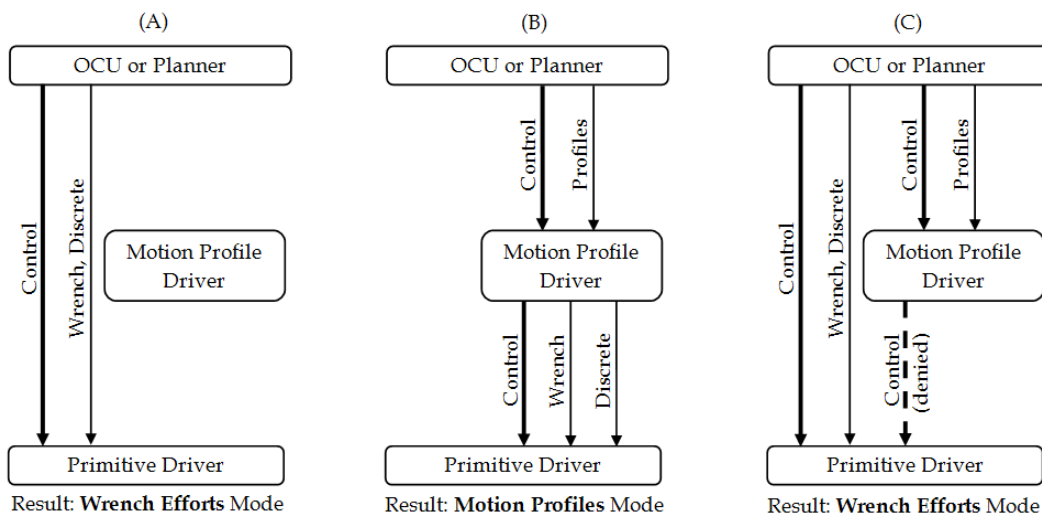 (A)
OCU or Planner
Control
Wrench, Discrete
Motion Profile
Driver
Primitive Driver
Result: Wrench Efforts Mode
(B)
OCU or Planner
Control
Profiles
Motion Profile
Driver
Control
Wrench
Discrete
Primitive Driver
Result: Motion Profiles Mode
(C)
OCU or Planner
Control
Wrench, Discrete
Control
Profiles
Motion Profile
Driver
Control
(denied)
Primitive Driver
Result: Wrench Efforts Mode